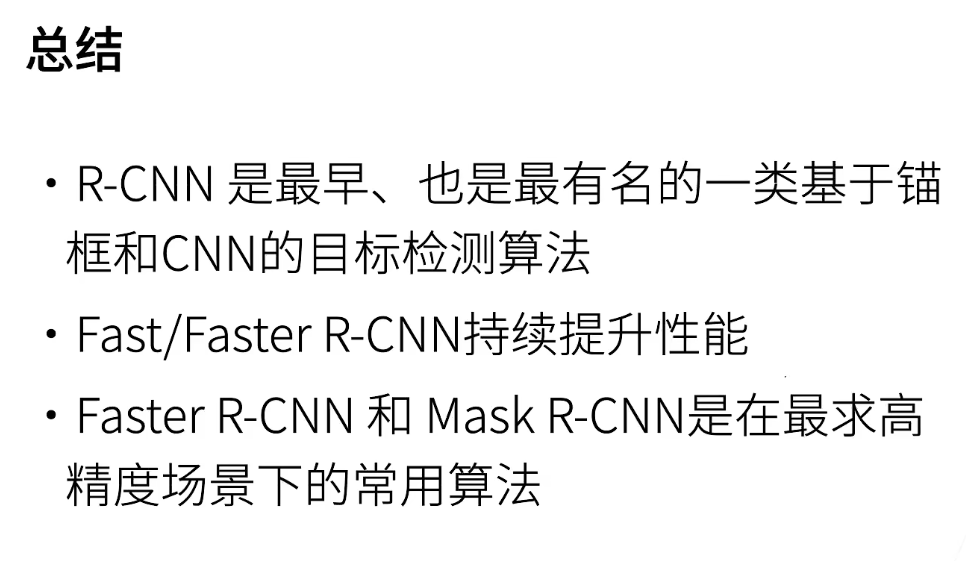 总结
· R-CNN 是最早、也是最有名的一类基于锚
框和CNN的目标检测算法
· Fast/Faster R-CNN持续提升性能
· Faster R-CNN 和 Mask R-CNN是在最求高
精度场景下的常用算法